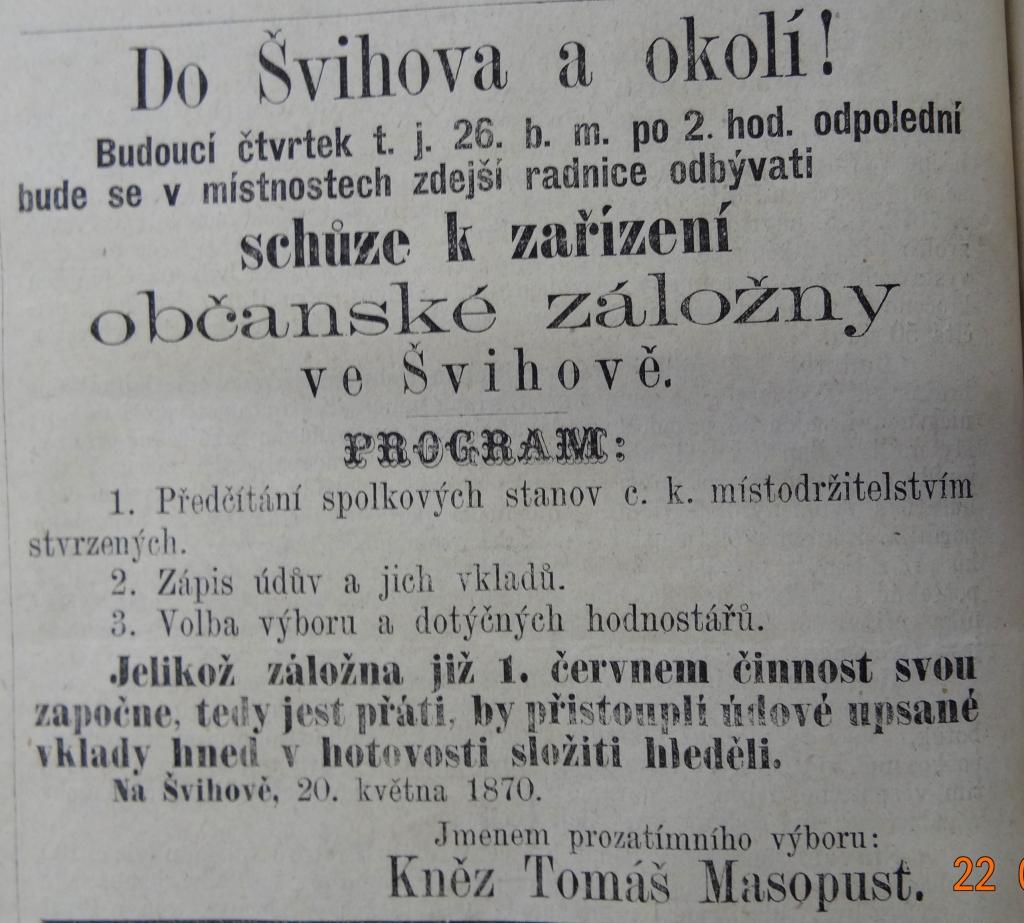 Do Švihova a okolí!
Budoucí čtvrtek t. j. 26. b. m. po 2. hod. odpolední
bude se v místnostech zdejší radnice odbývati
schůze k zařízení
občanské záložny
ve Švihově.
PROGRAM:
1. Předčítání spolkových stanov c. k. místodržitelstvím
stvrzených.
2. Zápis údův a jich vkladů.
3. Volba výboru a dotýčných hodnostářů.
Jelikož záložna již 1. červnem činnost svou
započne, tedy jest přáti, by přistouplí údové upsané
vklady hned v hotovosti složiti hleděli.
Na Švihově, 20. května 1870.
Jmenem prozatímního výboru:
Kněz Tomáš Masopust.
22